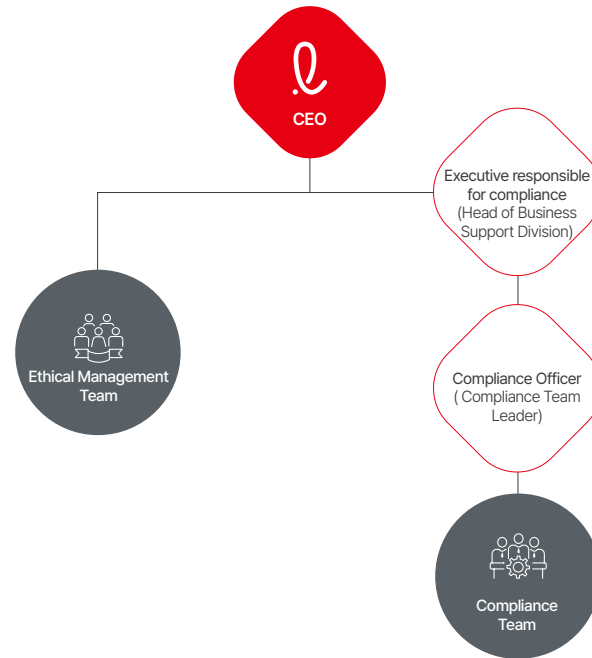 CEO
Executive responsible
for compliance
(Head of Business
Support Division)
Ethical Management
Team
Compliance Officer
( Compliance Team
Leader)
Compliance
Team